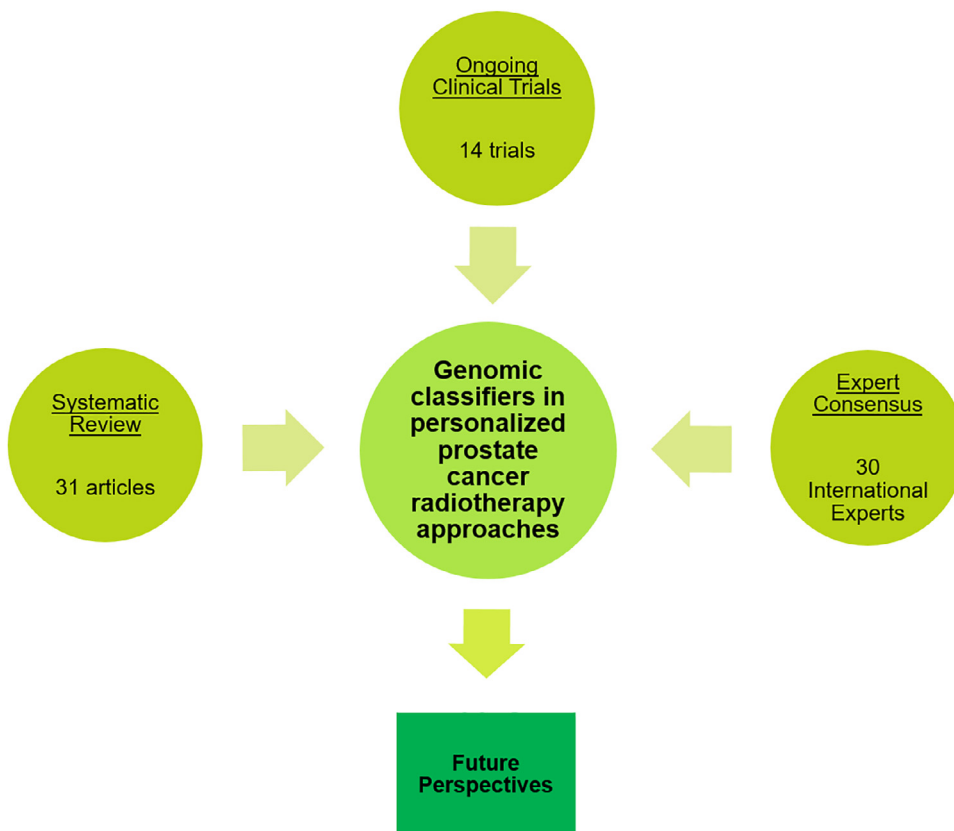 Ongoing
Clinical Trials
14 trials
Systematic
Review
31 articles
Genomic
classifiers in
personalized
prostate
cancer
radiotherapy
approaches
Expert
Consensus
30
International
Experts
Future
Perspectives